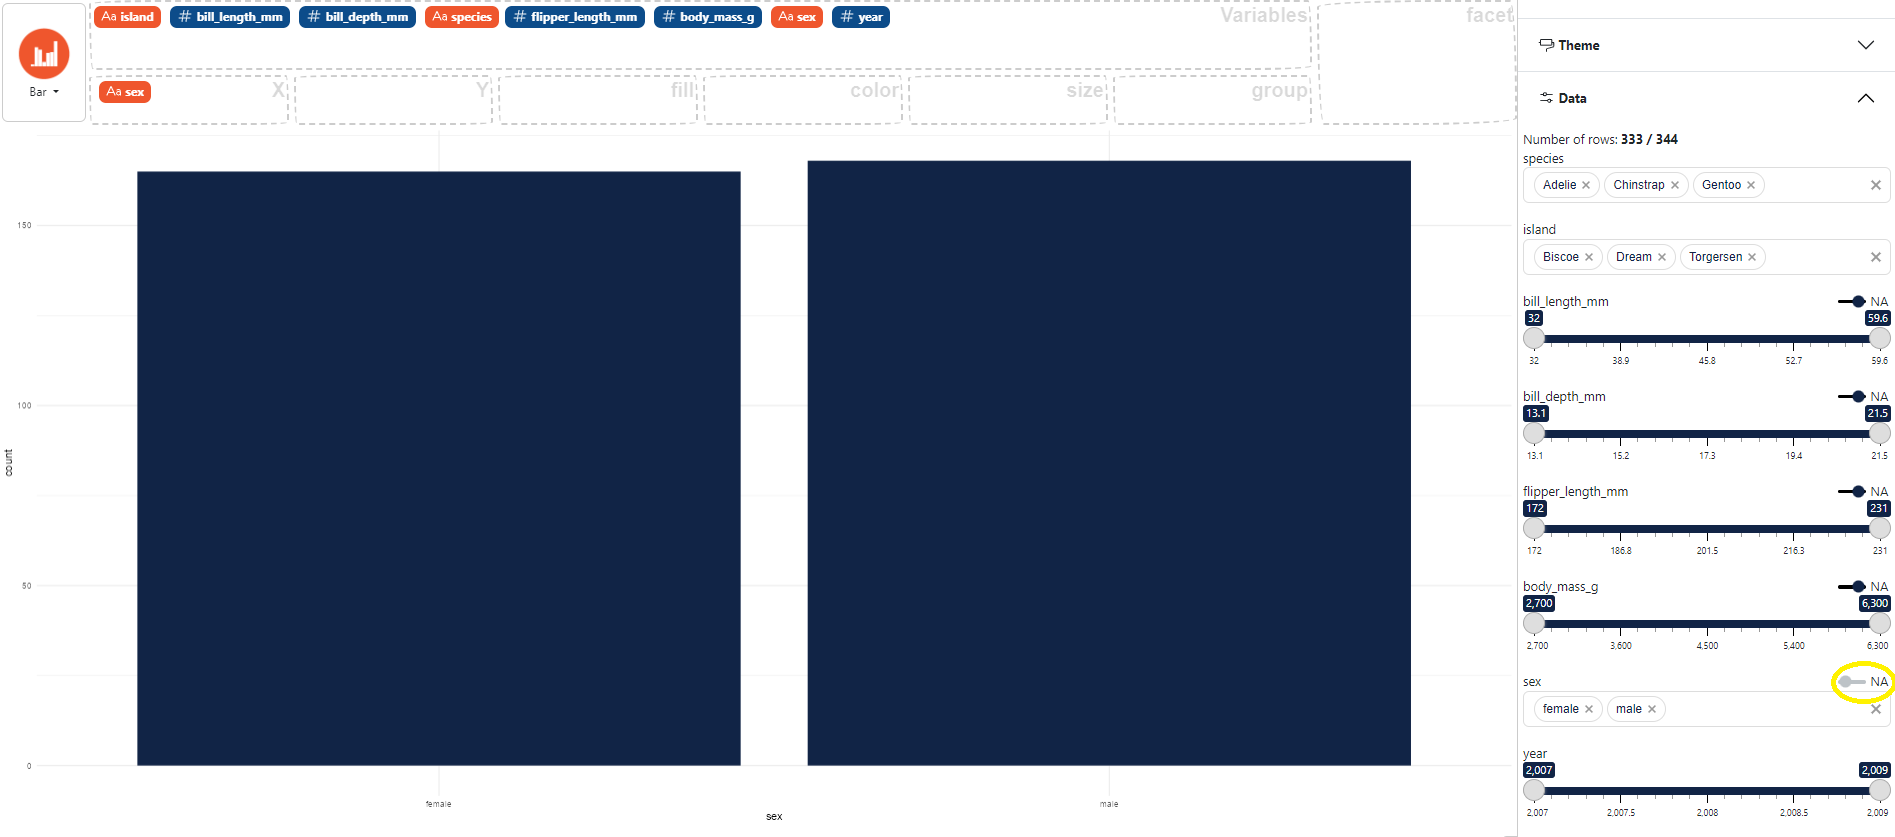 Aa island # bill_length_mm # bill_depth_mm Aa species # flipper_length_mm # body_mass_g Aa sex # year Variables
facet
Bar
Aa sex X
Y
fill
color
size
group
150
100
50
0
count
female
male
sex
Theme
Data
Number of rows: 333 / 344
species
Adelie × Chinstrap × Gentoo × ×
island
Biscoe × Dream × Torgersen × ×
bill_length_mm NA
32 59.6
32 38.9 45.8 52.7 59.6
bill_depth_mm NA
13.1 21.5
13.1 15.2 17.3 19.4 21.5
flipper_length_mm NA
172 231
172 186.8 201.5 216.3 231
body_mass_g NA
2,700 6,300
2,700 3,600 4,500 5,400 6,300
sex NA
female × male × ×
year
2,007 2,009
2,007 2,007.5 2,008 2,008.5 2,009